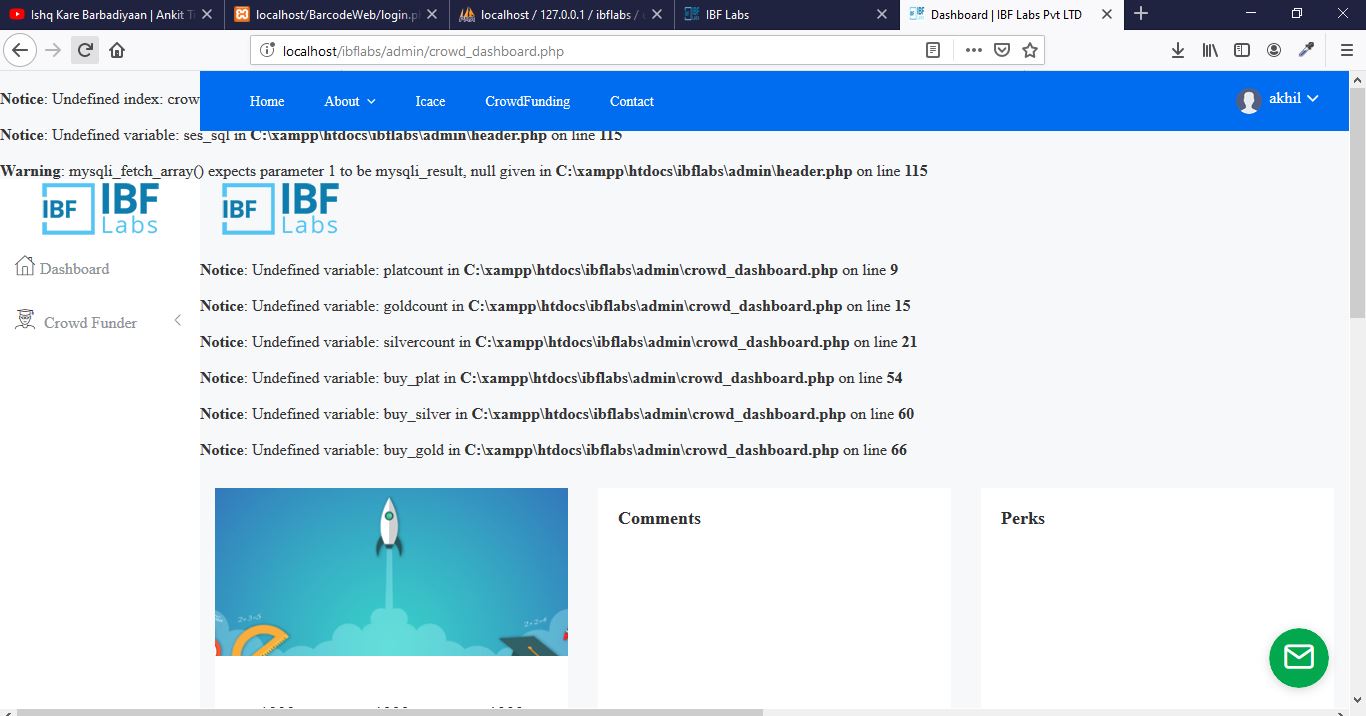 Ishq Kare Barbadiyaan | Ankit Ti
localhost/BarcodeWeb/login.p
localhost / 127.0.0.1 / ibflabs /
IBF Labs
Dashboard | IBF Labs Pvt LTD
localhost/ibflabs/admin/crowd_dashboard.php
Home About Icace CrowdFunding Contact akhil
Notice: Undefined index: crow
Notice: Undefined variable: ses_sql in C:\xampp\htdocs\ibflabs\admin\header.php on line 115
Warning: mysqli_fetch_array() expects parameter 1 to be mysqli_result, null given in C:\xampp\htdocs\ibflabs\admin\header.php on line 115
IBF IBF Labs
IBF IBF Labs
Dashboard
Crowd Funder
Notice: Undefined variable: platcount in C:\xampp\htdocs\ibflabs\admin\crowd_dashboard.php on line 9
Notice: Undefined variable: goldcount in C:\xampp\htdocs\ibflabs\admin\crowd_dashboard.php on line 15
Notice: Undefined variable: silvercount in C:\xampp\htdocs\ibflabs\admin\crowd_dashboard.php on line 21
Notice: Undefined variable: buy_plat in C:\xampp\htdocs\ibflabs\admin\crowd_dashboard.php on line 54
Notice: Undefined variable: buy_silver in C:\xampp\htdocs\ibflabs\admin\crowd_dashboard.php on line 60
Notice: Undefined variable: buy_gold in C:\xampp\htdocs\ibflabs\admin\crowd_dashboard.php on line 66
Comments
Perks